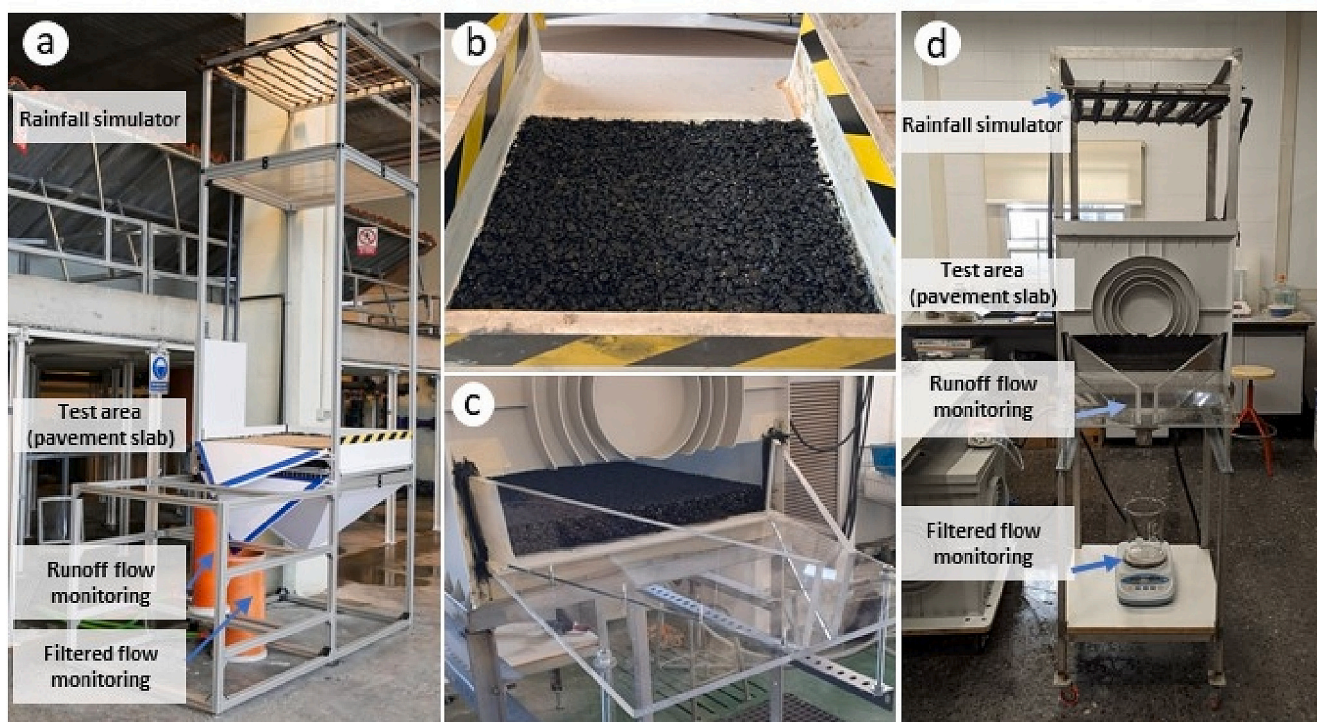 a
Rainfall simulator
Test area
(pavement slab)
Runoff flow
monitoring
Filtered flow
monitoring
b
c
d
Rainfall simulator
Test area
(pavement slab)
Runoff flow
monitoring
Filtered flow
monitoring